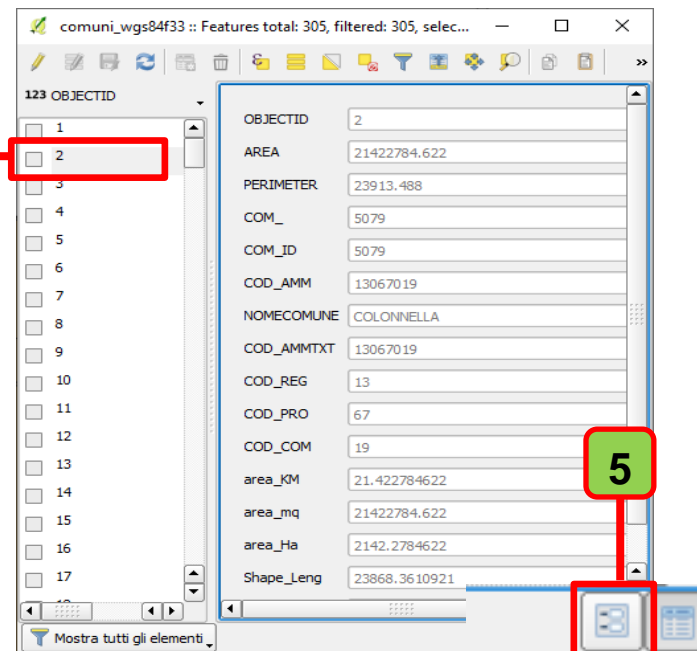 comuni_wgs84f33 :: Features total: 305, filtered: 305, selec...
»
123 OBJECTID
1
2
3
4
5
6
7
8
9
10
11
12
13
14
15
16
17
OBJECTID 2
AREA 21422784.622
PERIMETER 23913.488
COM_ 5079
COM_ID 5079
COD_AMM 13067019
NOMECOMUNE COLONNELLA
COD_AMMTXT 13067019
COD_REG 13
COD_PRO 67
COD_COM 19
area_KM 21.422784622
area_mq 21422784.622
area_Ha 2142.2784622
Shape_Leng 23868.3610921
5
Mostra tutti gli elementi